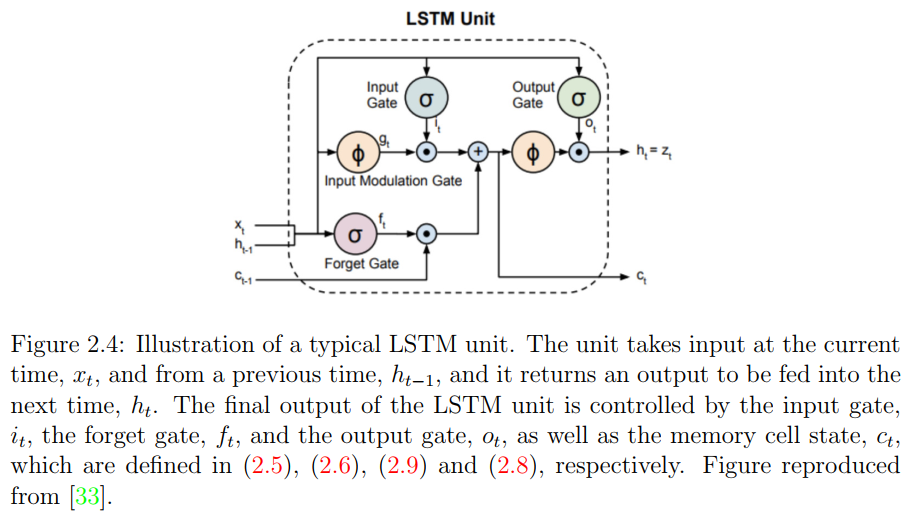 LSTM Unit
Input
Gate
σ
i_t
Output
Gate
σ
o_t
ϕ
g_t
Input Modulation Gate
+
ϕ
h_t = z_t
x_t
h_{t-1}
σ
f_t
Forget Gate
c_{t-1}
c_t
Figure 2.4: Illustration of a typical LSTM unit. The unit takes input at the current
time, x_t, and from a previous time, h_{t−1}, and it returns an output to be fed into the
next time, h_t. The final output of the LSTM unit is controlled by the input gate,
i_t, the forget gate, f_t, and the output gate, o_t, as well as the memory cell state, c_t,
which are defined in (2.5), (2.6), (2.9) and (2.8), respectively. Figure reproduced
from [33].